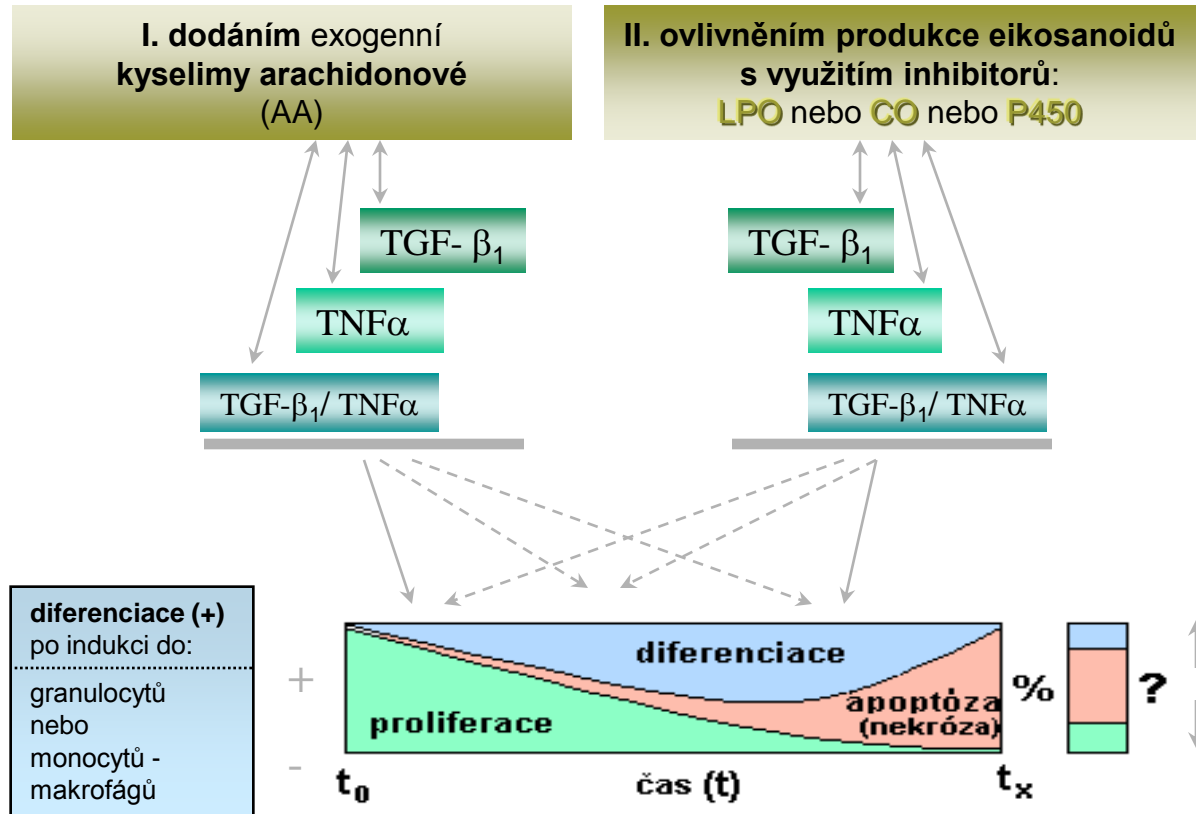 I. dodáním exogenní
kyselimy arachidonové
(AA)
II. ovlivněním produkce eikosanoidů
s využitím inhibitorů:
LPO nebo CO nebo P450
TGF- β₁
TNFα
TGF-β₁/ TNFα
TGF- β₁
TNFα
TGF-β₁/ TNFα
diferenciace (+)
po indukci do:
granulocytů
nebo
monocytů -
makrofágů
+
-
diferenciace
proliferace
apoptóza
(nekróza)
% ?
t₀ čas (t) tₓ